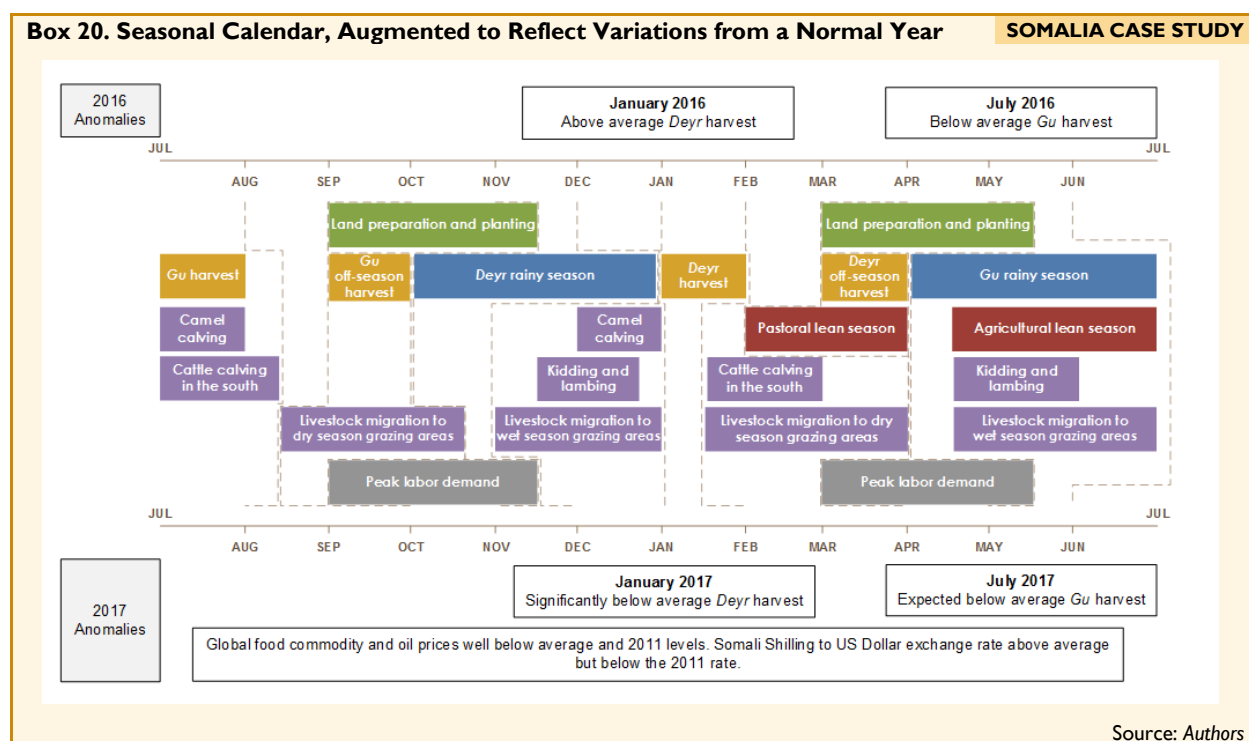 Box 20. Seasonal Calendar, Augmented to Reflect Variations from a Normal Year
SOMALIA CASE STUDY
2016
Anomalies
January 2016
Above average Deyr harvest
July 2016
Below average Gu harvest
JUL
JUL
AUG SEP OCT NOV DEC JAN FEB MAR APR MAY JUN
Land preparation and planting
Land preparation and planting
Gu harvest
Gu
off-season
harvest
Deyr rainy season
Deyr
harvest
Deyr
off-season
harvest
Gu rainy season
Camel
calving
Camel
calving
Pastoral lean season
Agricultural lean season
Cattle calving
in the south
Kidding and
lambing
Cattle calving
in the south
Kidding and
lambing
Livestock migration to
dry season grazing areas
Livestock migration to
wet season grazing areas
Livestock migration to dry
season grazing areas
Livestock migration to
wet season grazing areas
Peak labor demand
Peak labor demand
JUL
JUL
AUG SEP OCT NOV DEC JAN FEB MAR APR MAY JUN
2017
Anomalies
January 2017
Significantly below average Deyr harvest
July 2017
Expected below average Gu harvest
Global food commodity and oil prices well below average and 2011 levels. Somali Shilling to US Dollar exchange rate above average
but below the 2011 rate.
Source: Authors